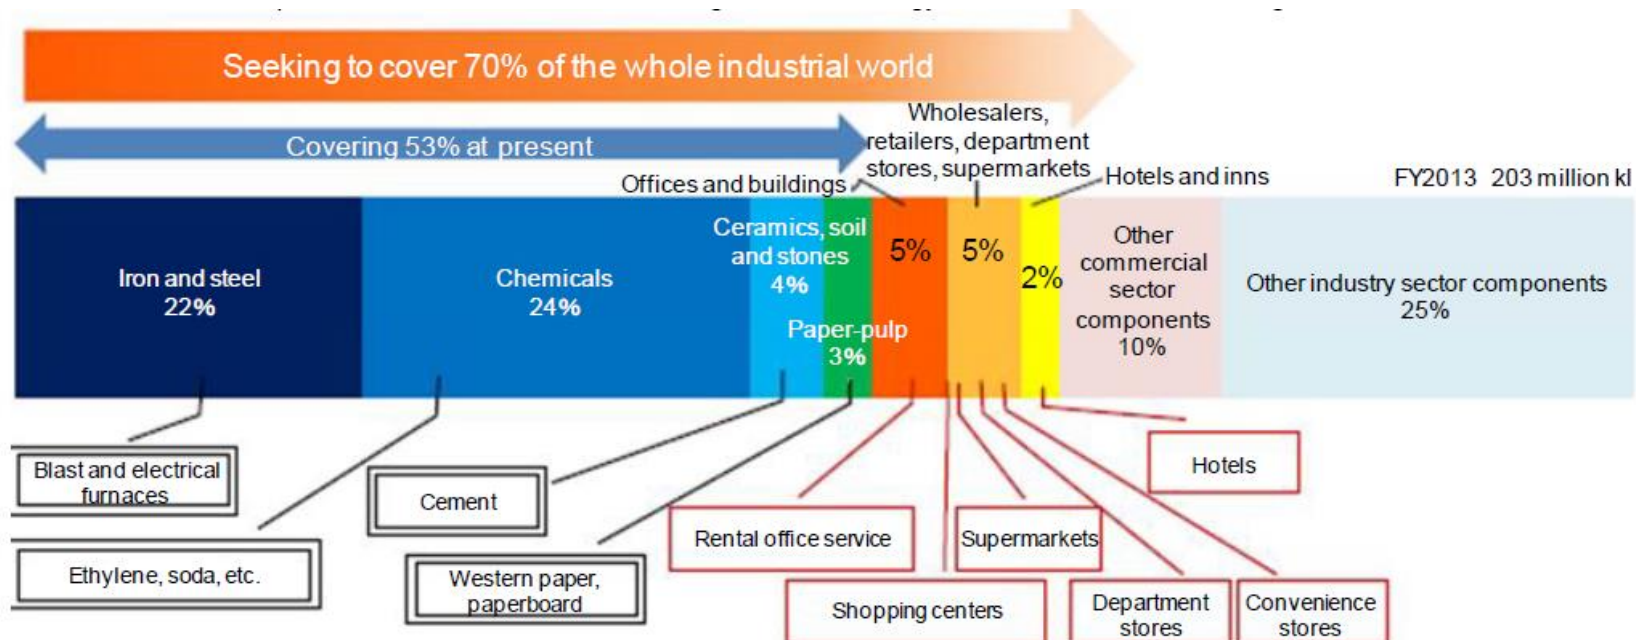 Seeking to cover 70% of the whole industrial world
Covering 53% at present
Wholesalers,
retailers, department
stores, supermarkets
Offices and buildings
Hotels and inns
FY2013 203 million kl
Iron and steel
22%
Chemicals
24%
Ceramics, soil
and stones
4%
Paper-pulp
3%
5%
5%
2%
Other
commercial
sector
components
10%
Other industry sector components
25%
Blast and electrical
furnaces
Ethylene, soda, etc.
Cement
Western paper,
paperboard
Rental office service
Shopping centers
Supermarkets
Department
stores
Convenience
stores
Hotels